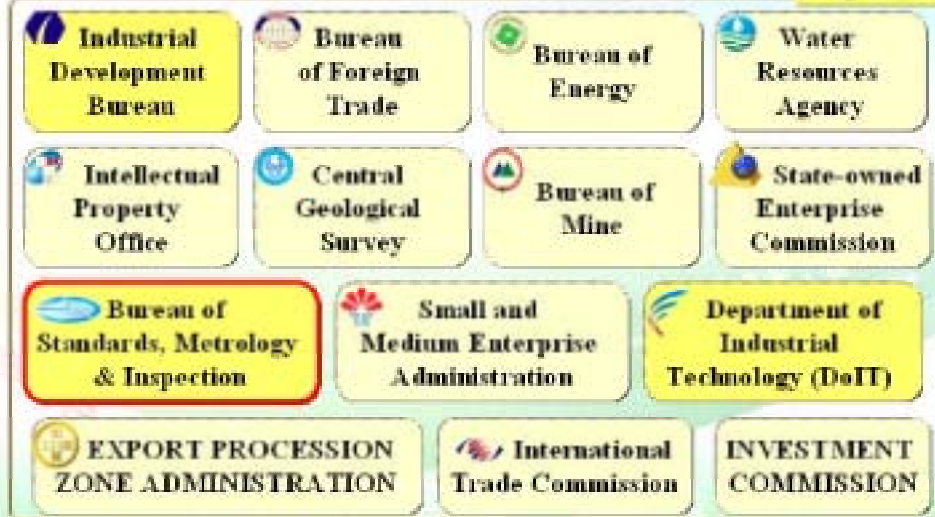 Industrial
Development
Bureau
Bureau
of Foreign
Trade
Bureau of
Energy
Water
Resources
Agency
Intellectual
Property
Office
Central
Geological
Survey
Bureau of
Mine
State-owned
Enterprise
Commission
Bureau of
Standards, Metrology
& Inspection
Small and
Medium Enterprise
Administration
Department of
Industrial
Technology (DoIT)
EXPORT PROCESSION
ZONE ADMINISTRATION
International
Trade Commission
INVESTMENT
COMMISSION